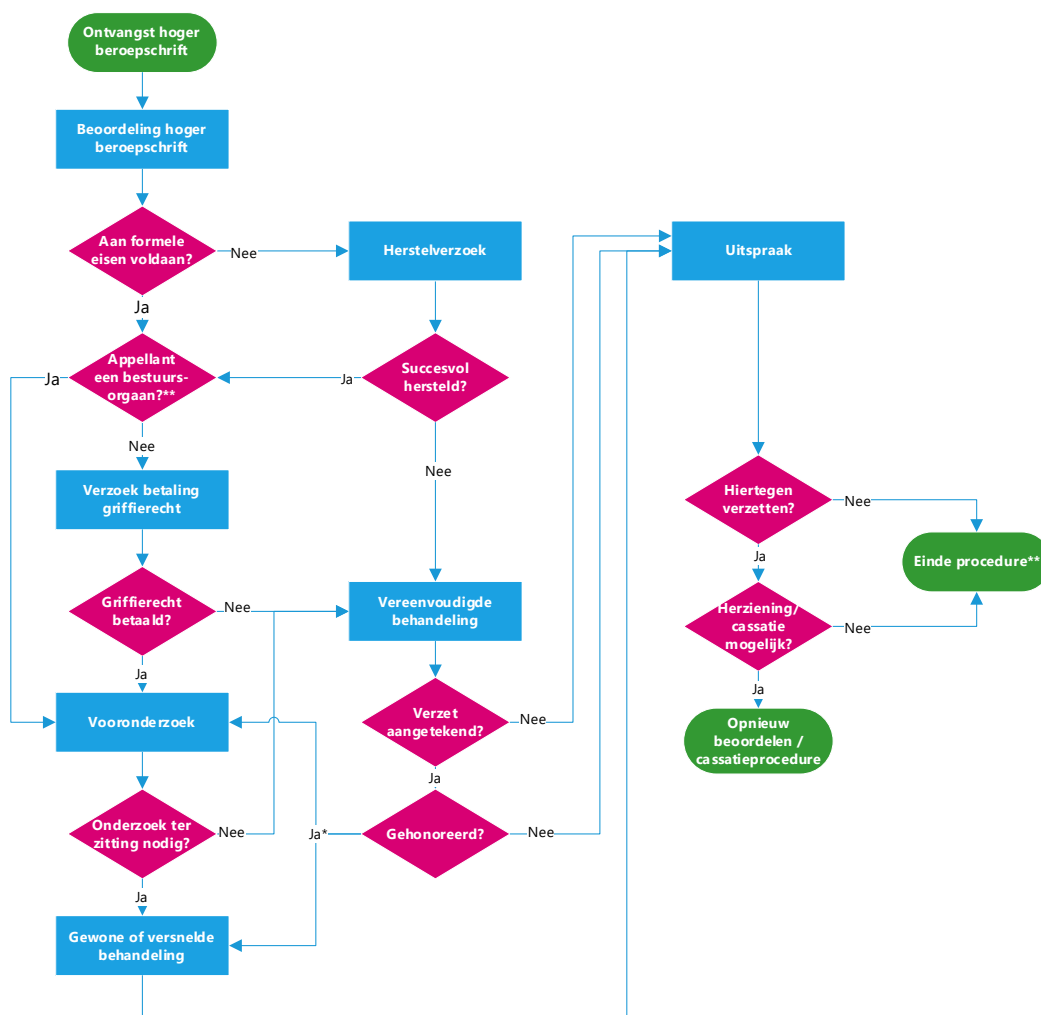 Ontvangst hoger
beroepschrift
Beoordeling hoger
beroepschrift
Aan formele
eisen voldaan?
Nee
Herstelverzoek
Uitspraak
Ja
Appellant
een bestuurs-
orgaan?**
Ja
Ja
Succesvol
hersteld?
Nee
Nee
Verzoek betaling
griffierecht
Hiertegen
verzetten?
Nee
Ja
Einde procedure**
Griffierecht
betaald?
Nee
Vereenvoudigde
behandeling
Herziening/
cassatie
mogelijk?
Nee
Ja
Ja
Vooronderzoek
Verzet
aangetekend?
Nee
Opnieuw
beoordelen /
cassatieprocedure
Ja
Onderzoek ter
zitting nodig?
Nee
Ja*
Gehonoreerd?
Nee
Ja
Gewone of versnelde
behandeling